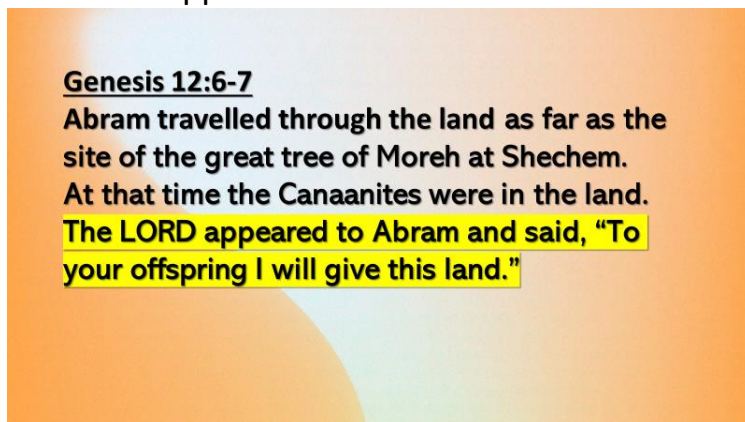 Genesis 12:6-7
Abram travelled through the land as far as the
site of the great tree of Moreh at Shechem.
At that time the Canaanites were in the land.
The LORD appeared to Abram and said, “To
your offspring I will give this land.”